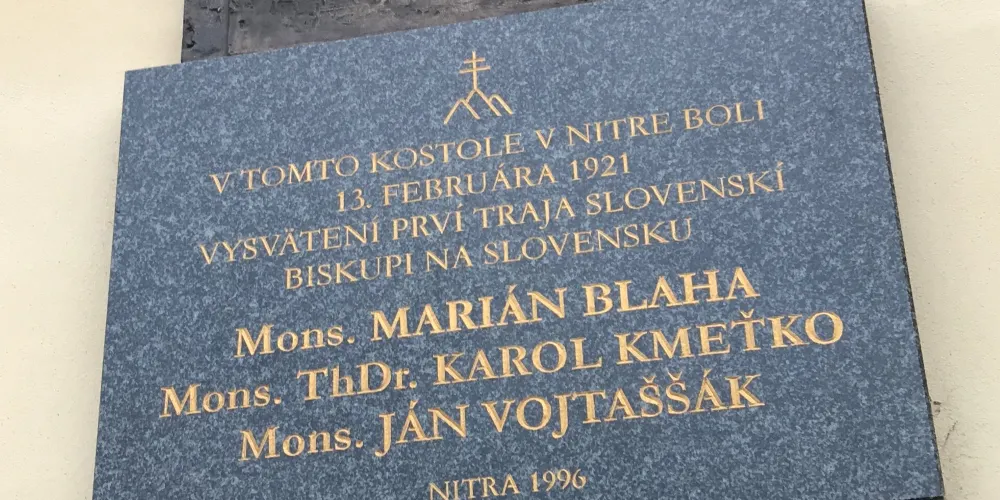 V TOMTO KOSTOLE V NITRE BOLI
13. FEBRUÁRA 1921
VYSVÄTENÍ PRVÍ TRAJA SLOVENSKÍ
BISKUPI NA SLOVENSKU
Mons. MARIÁN BLAHA
Mons. ThDr. KAROL KMEŤKO
Mons. JÁN VOJTAŠŠÁK
NITRA 1996